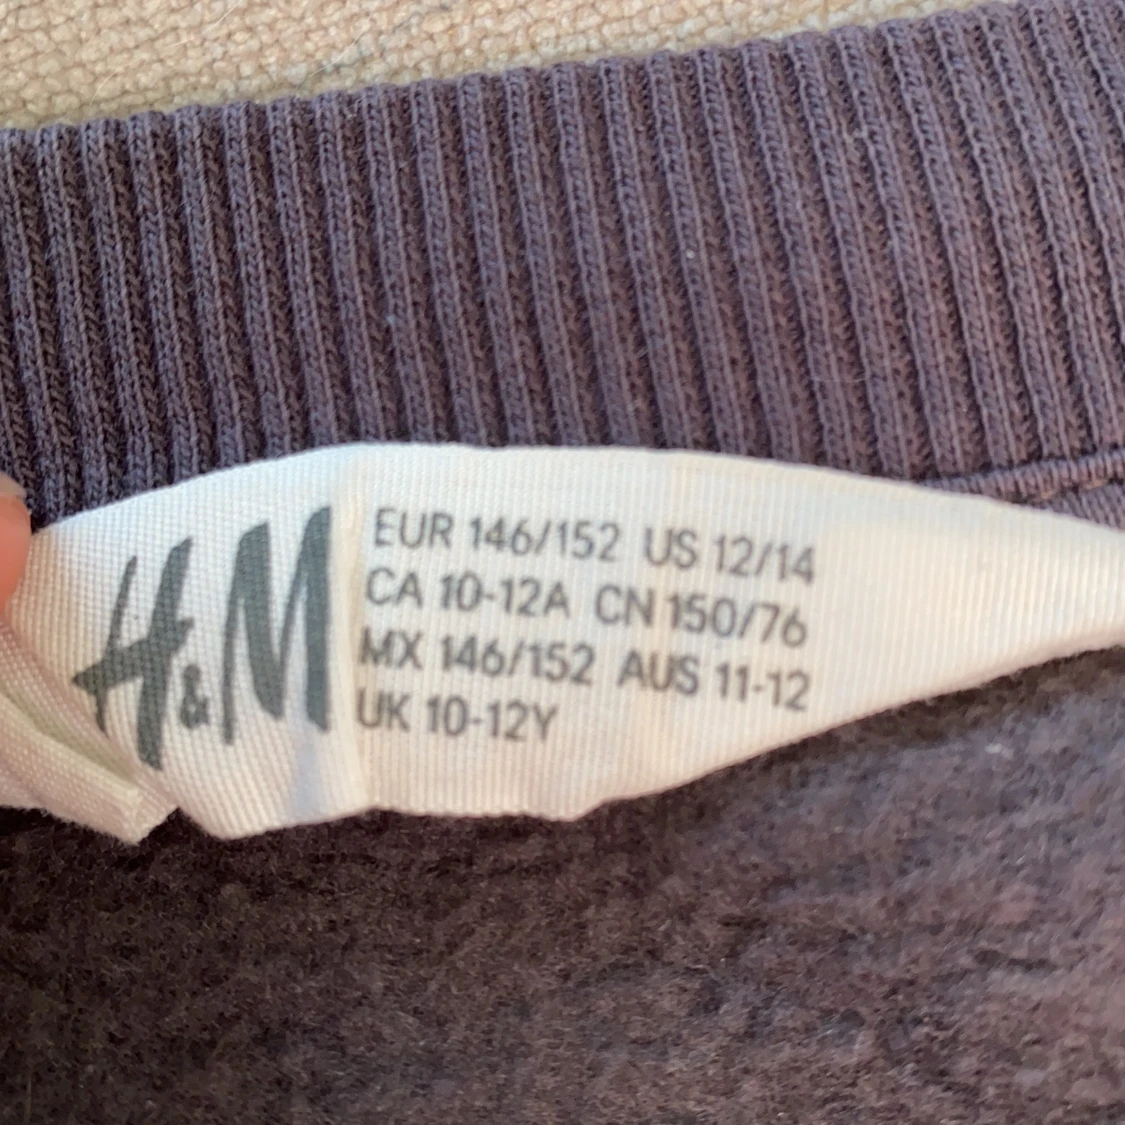 H&M
EUR 146/152 US 12/14
CA 10-12A CN 150/76
MX 146/152 AUS 11-12
UK 10-12Y